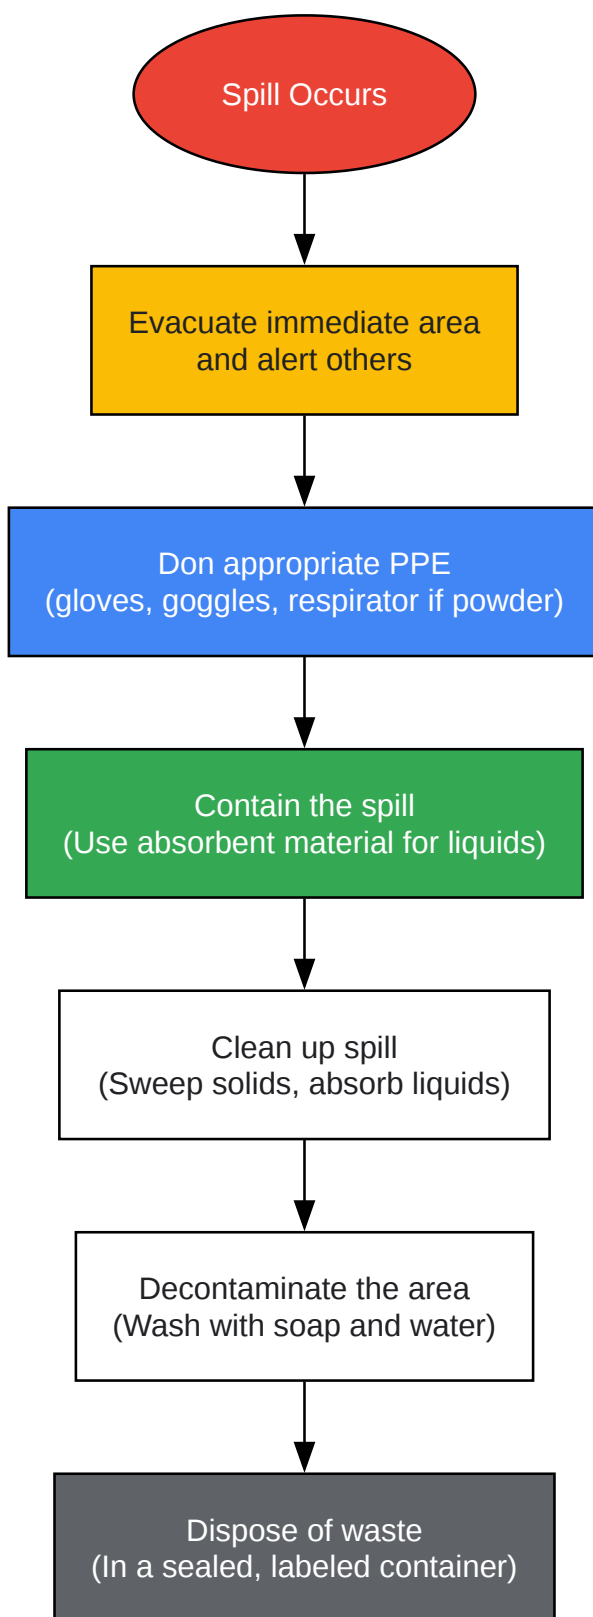 Spill Occurs
Evacuate immediate area
and alert others
Don appropriate PPE
(gloves, goggles, respirator if powder)
Contain the spill
(Use absorbent material for liquids)
Clean up spill
(Sweep solids, absorb liquids)
Decontaminate the area
(Wash with soap and water)
Dispose of waste
(In a sealed, labeled container)